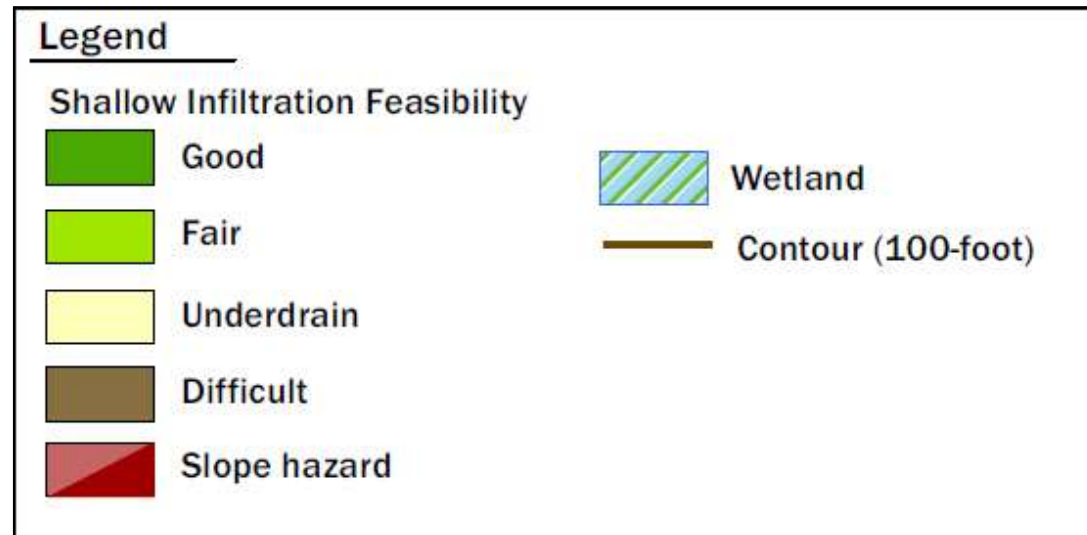 Legend
Shallow Infiltration Feasibility
Good
Fair
Underdrain
Difficult
Slope hazard
Wetland
Contour (100-foot)